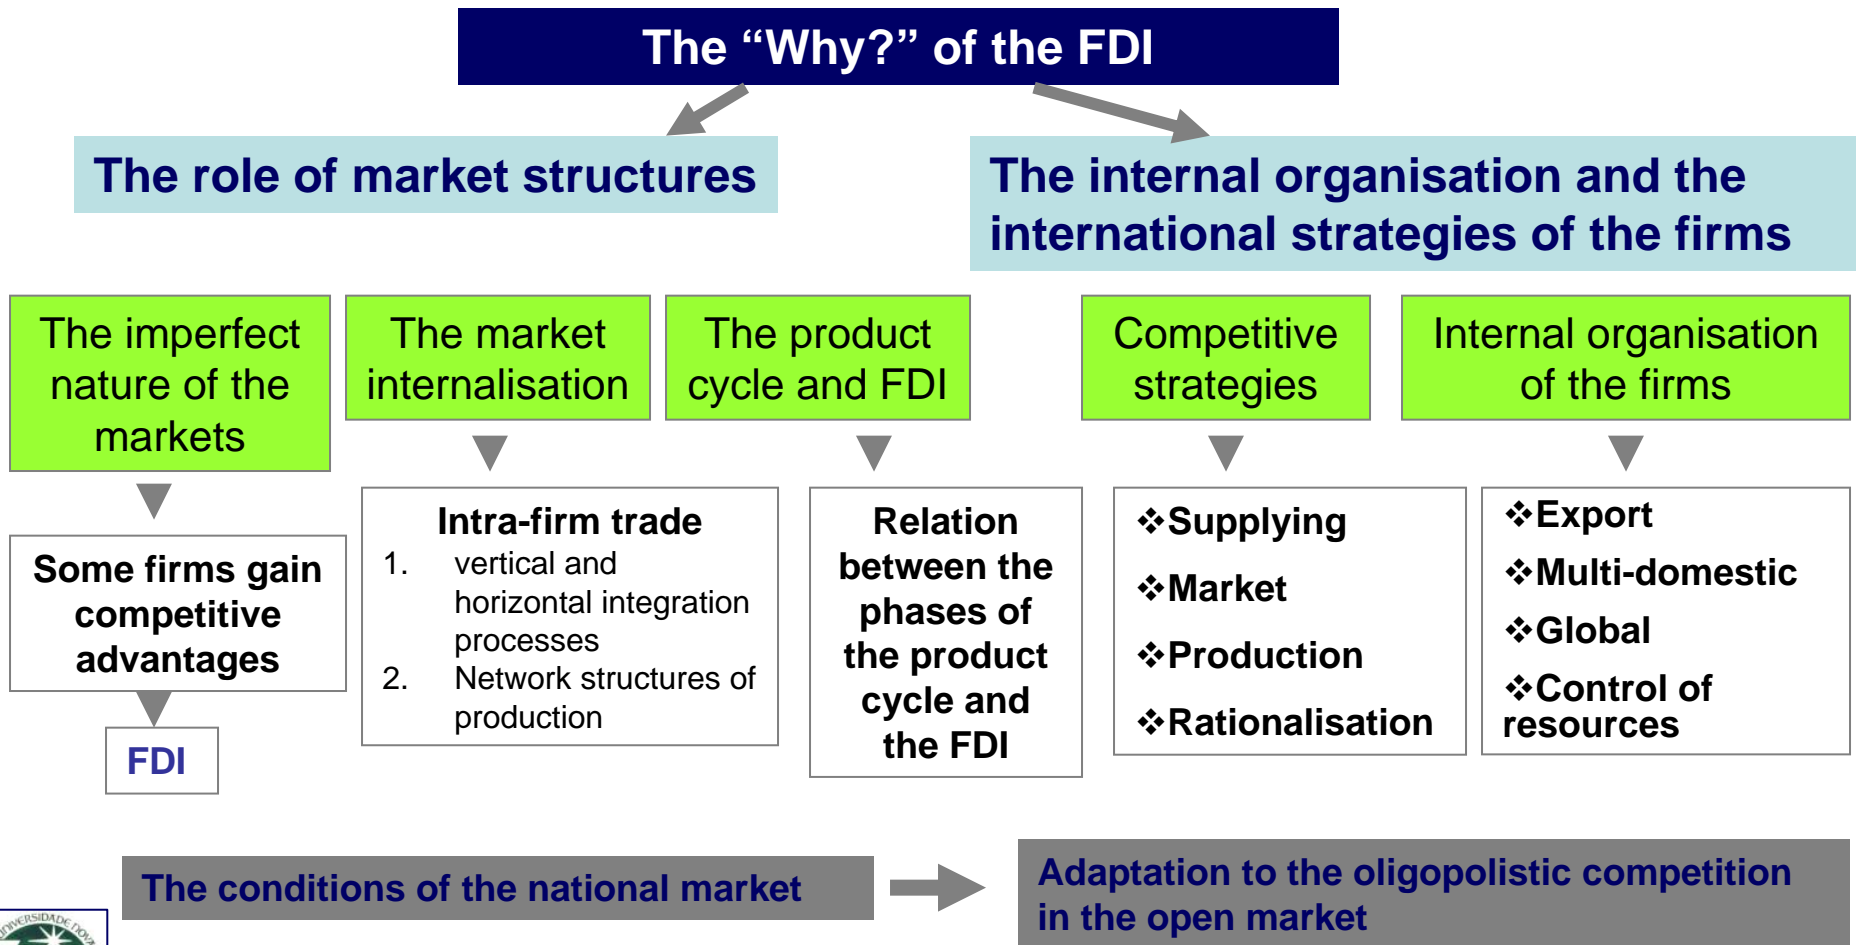 The “Why?” of the FDI
The role of market structures
The internal organisation and the
international strategies of the firms
The imperfect
nature of the
markets
The market
internalisation
The product
cycle and FDI
Competitive
strategies
Internal organisation
of the firms
Some firms gain
competitive
advantages
FDI
Intra-firm trade
1. vertical and
horizontal integration
processes
2. Network structures of
production
Relation
between the
phases of
the product
cycle and
the FDI
❖Supplying
❖Market
❖Production
❖Rationalisation
❖Export
❖Multi-domestic
❖Global
❖Control of
resources
The conditions of the national market
Adaptation to the oligopolistic competition
in the open market
UNIVERSIDADE NOVA